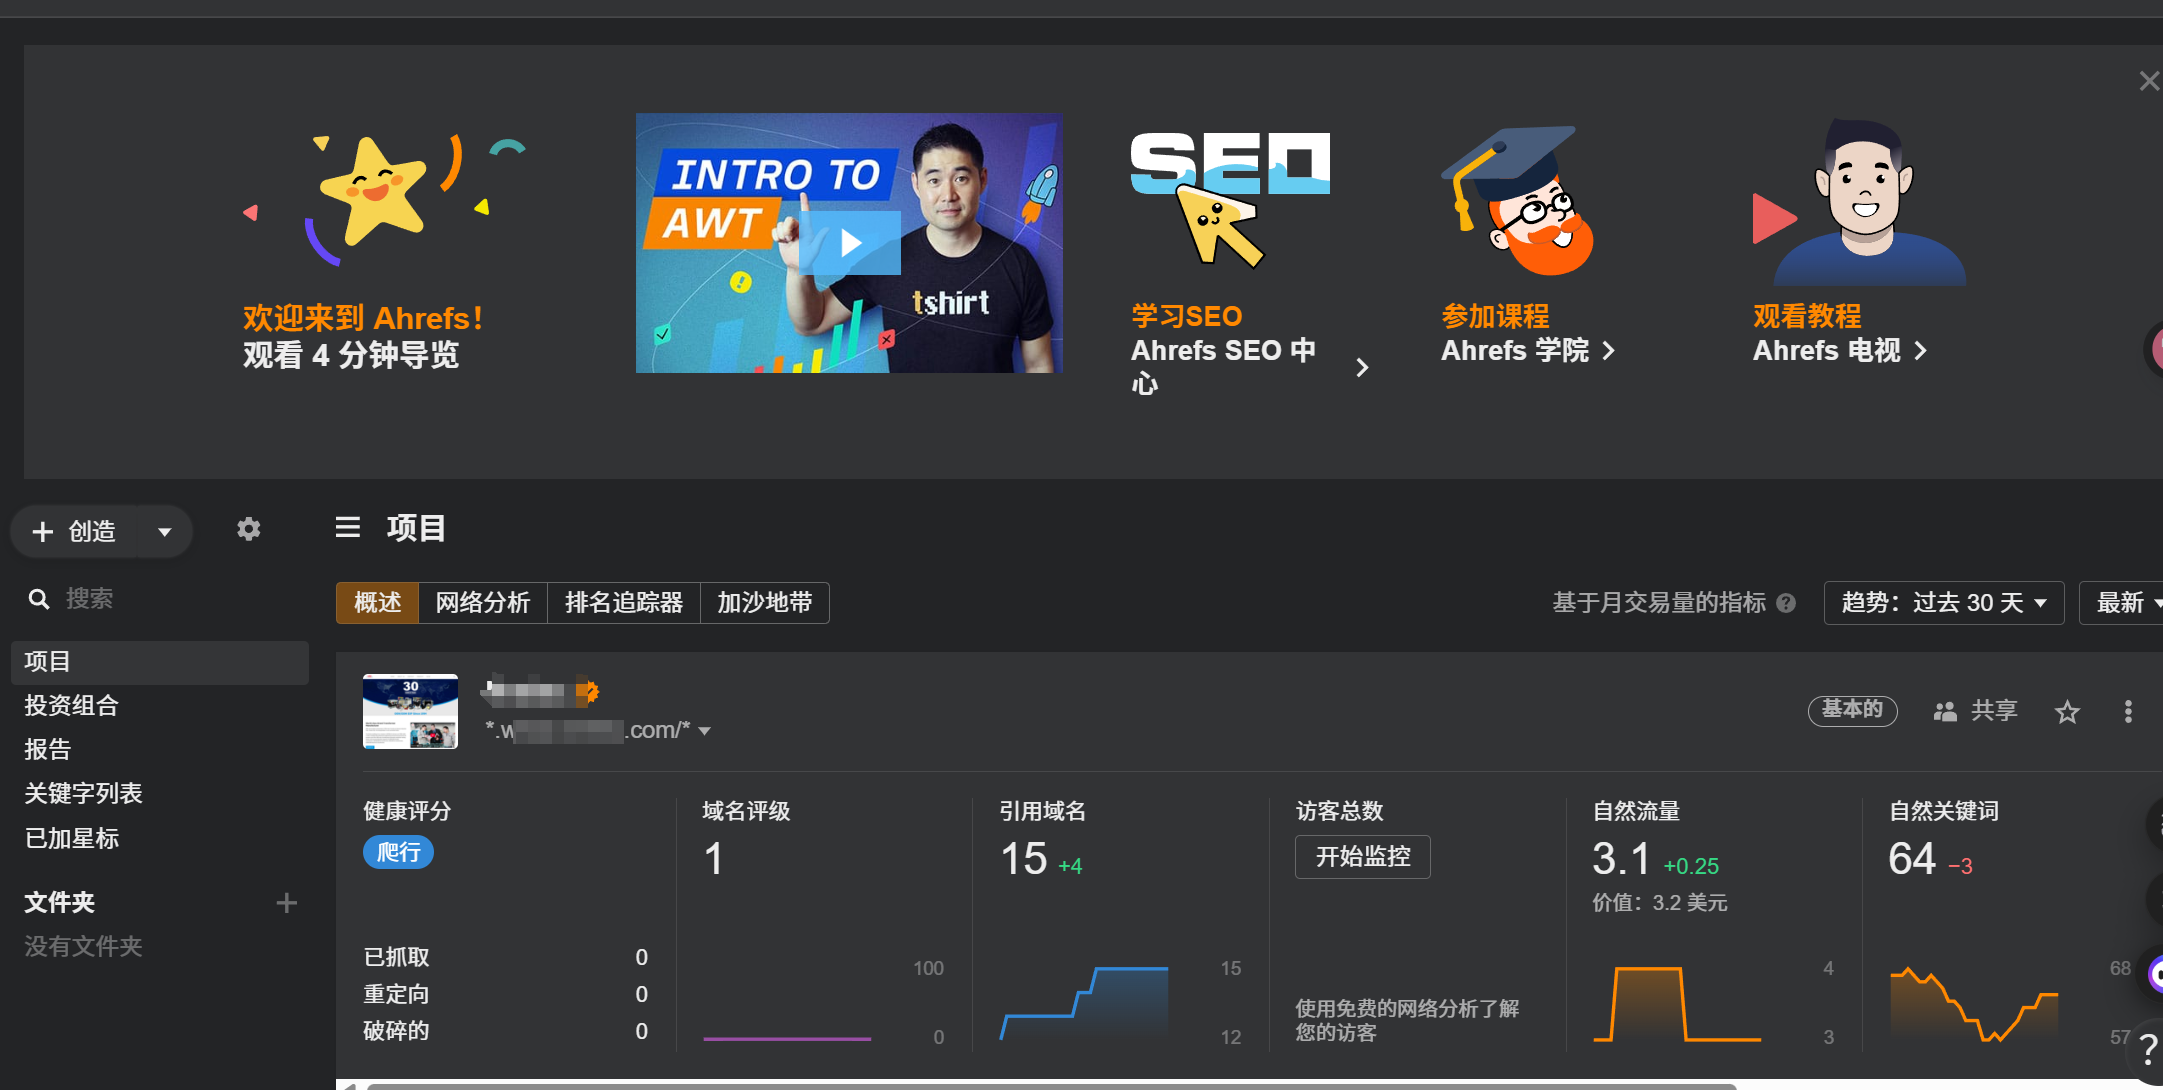 INTRO TO
AWT
tshirt
SEO
欢迎来到 Ahrefs！
观看 4 分钟导览
学习SEO
Ahrefs SEO 中
心
参加课程
Ahrefs 学院
观看教程
Ahrefs 电视
创造
项目
搜索
概述
网络分析
排名追踪器
加沙地带
基于月交易量的指标
趋势：过去 30 天
最新
项目
投资组合
报告
关键字列表
已加星标
文件夹
没有文件夹
30
*.w
.com/*
基本的
共享
健康评分
爬行
已抓取 0
重定向 0
破碎的 0
域名评级
1
100
0
引用域名
15 +4
15
12
访客总数
开始监控
使用免费的网络分析了解
您的访客
自然流量
3.1 +0.25
价值：3.2 美元
4
3
自然关键词
64 −3
68
57
?